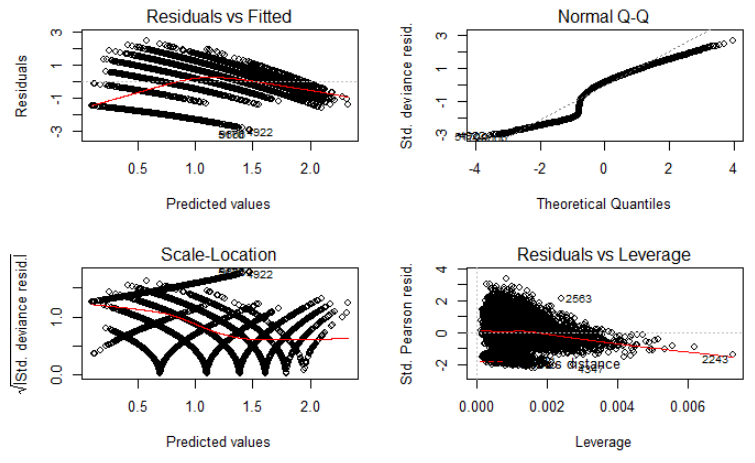 Residuals vs Fitted
Residuals
3
1
-1
-3
4922
0.5 1.0 1.5 2.0
Predicted values
Normal Q-Q
Std. deviance resid.
3
1
-1
-3
-4 -2 0 2 4
Theoretical Quantiles
Scale-Location
√|Std. deviance resid.|
1.0
0.0
4922
0.5 1.0 1.5 2.0
Predicted values
Residuals vs Leverage
Std. Pearson resid.
4
2
0
-2
2563
distance
4347
2243
0.000 0.002 0.004 0.006
Leverage